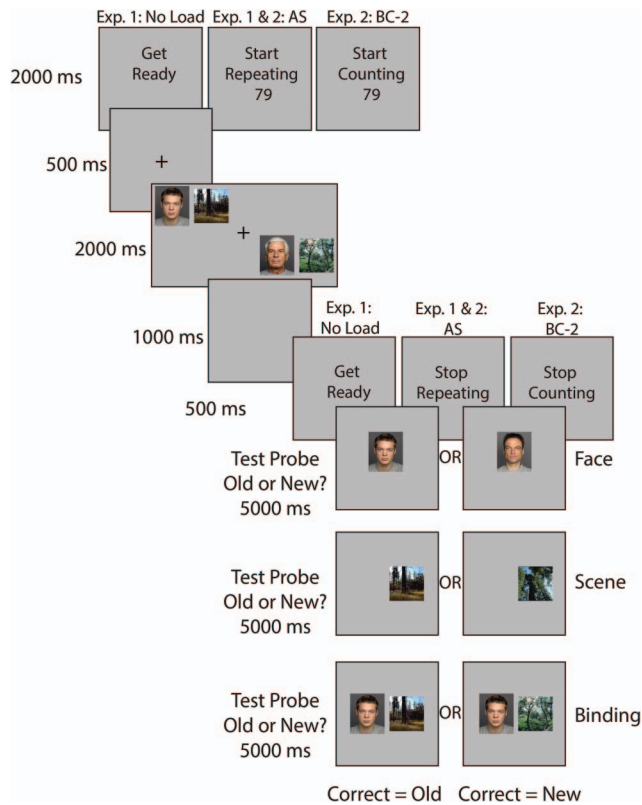 Exp. 1: No Load Exp. 1 & 2: AS Exp. 2: BC-2
Get
Ready
Start
Repeating
79
Start
Counting
79
2000 ms
500 ms
+
2000 ms
+
1000 ms
500 ms
Exp. 1:
No Load
Exp. 1 & 2:
AS
Exp. 2:
BC-2
Get
Ready
Stop
Repeating
Stop
Counting
Test Probe
Old or New?
5000 ms
OR
Face
Test Probe
Old or New?
5000 ms
OR
Scene
Test Probe
Old or New?
5000 ms
OR
Binding
Correct = Old Correct = New